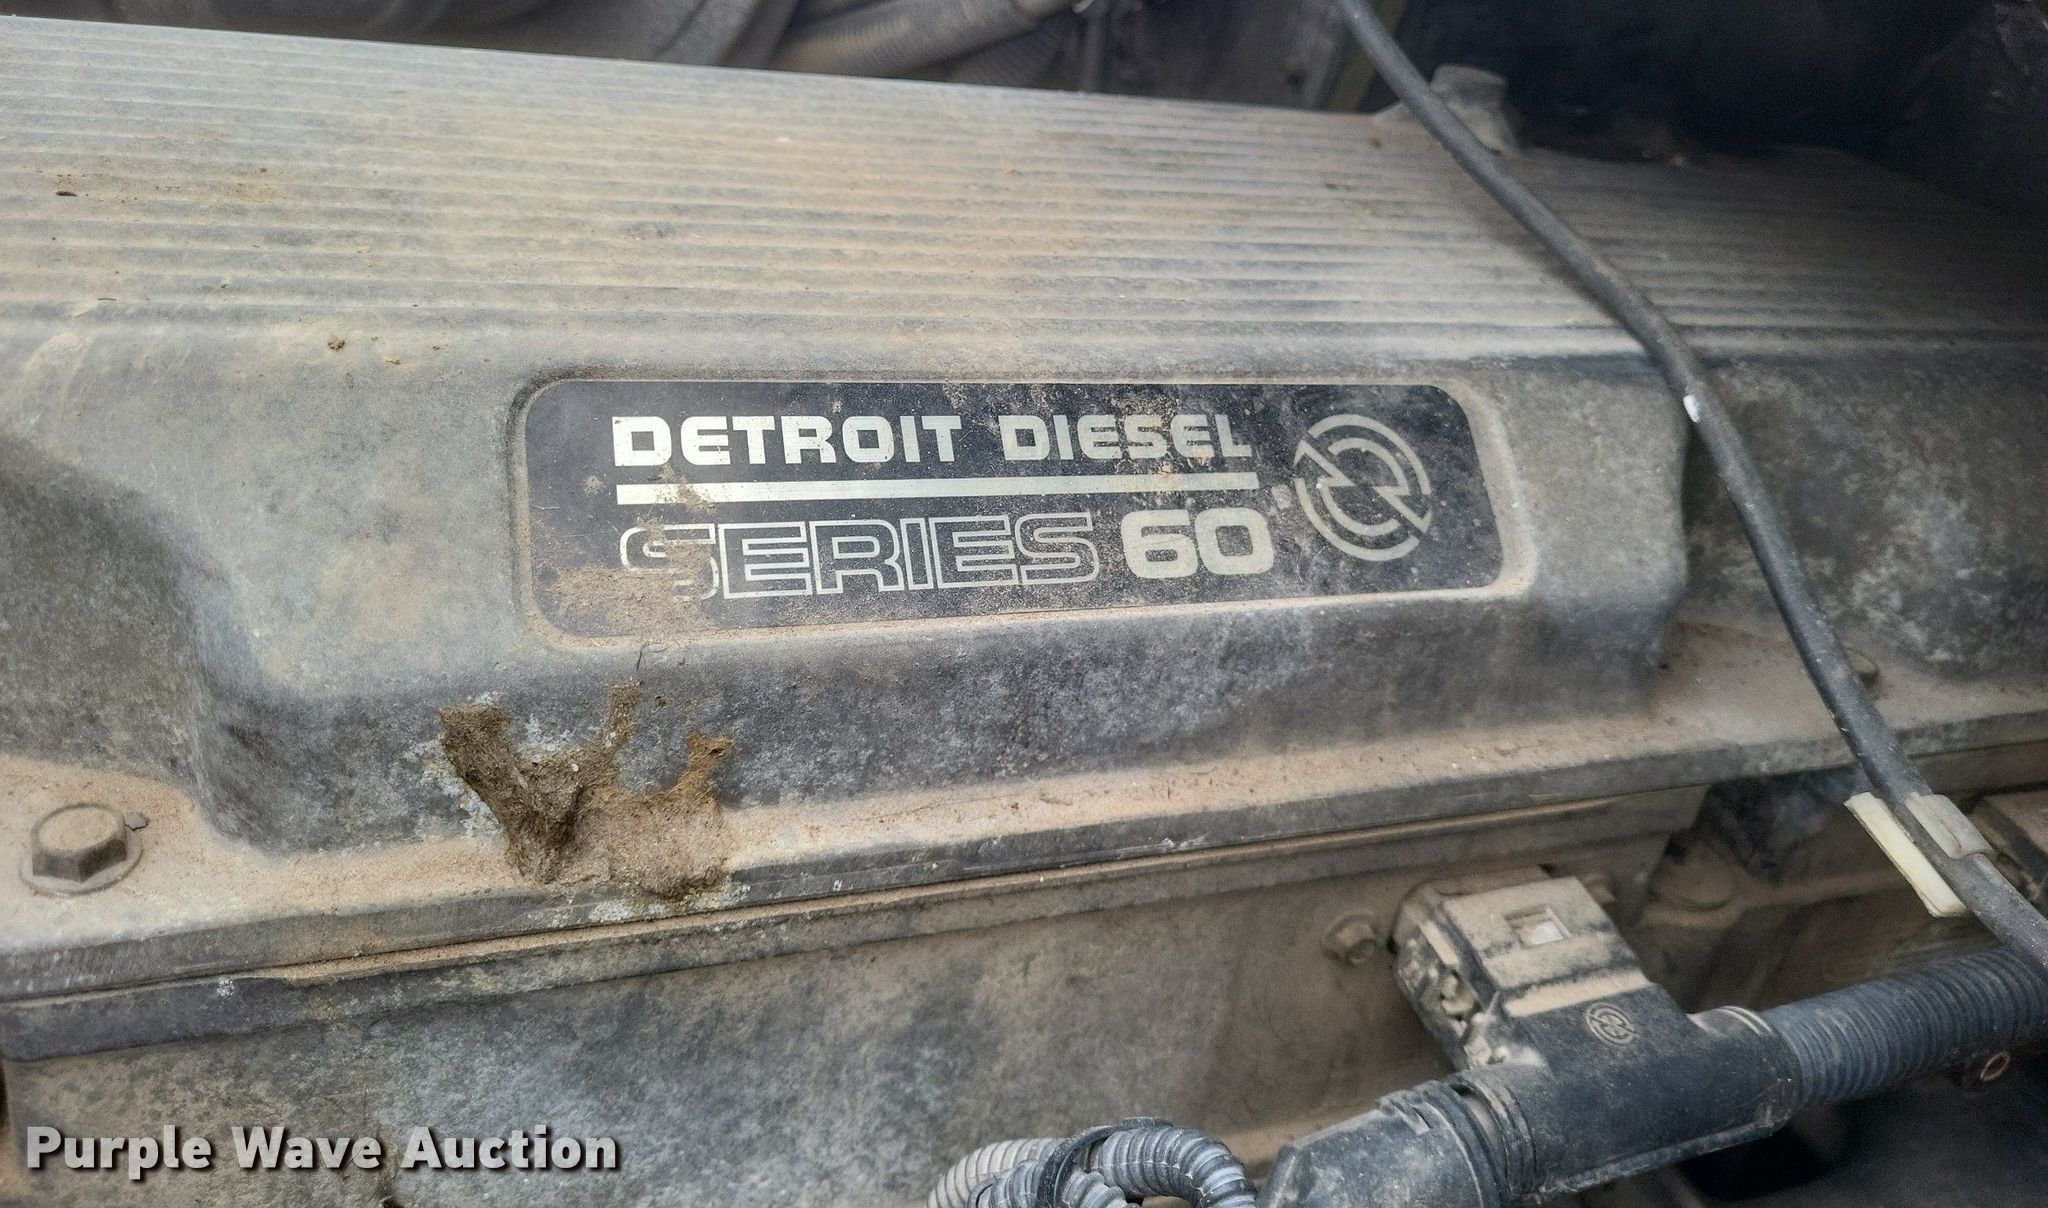 DETROIT DIESEL
SERIES 60
Purple Wave Auction